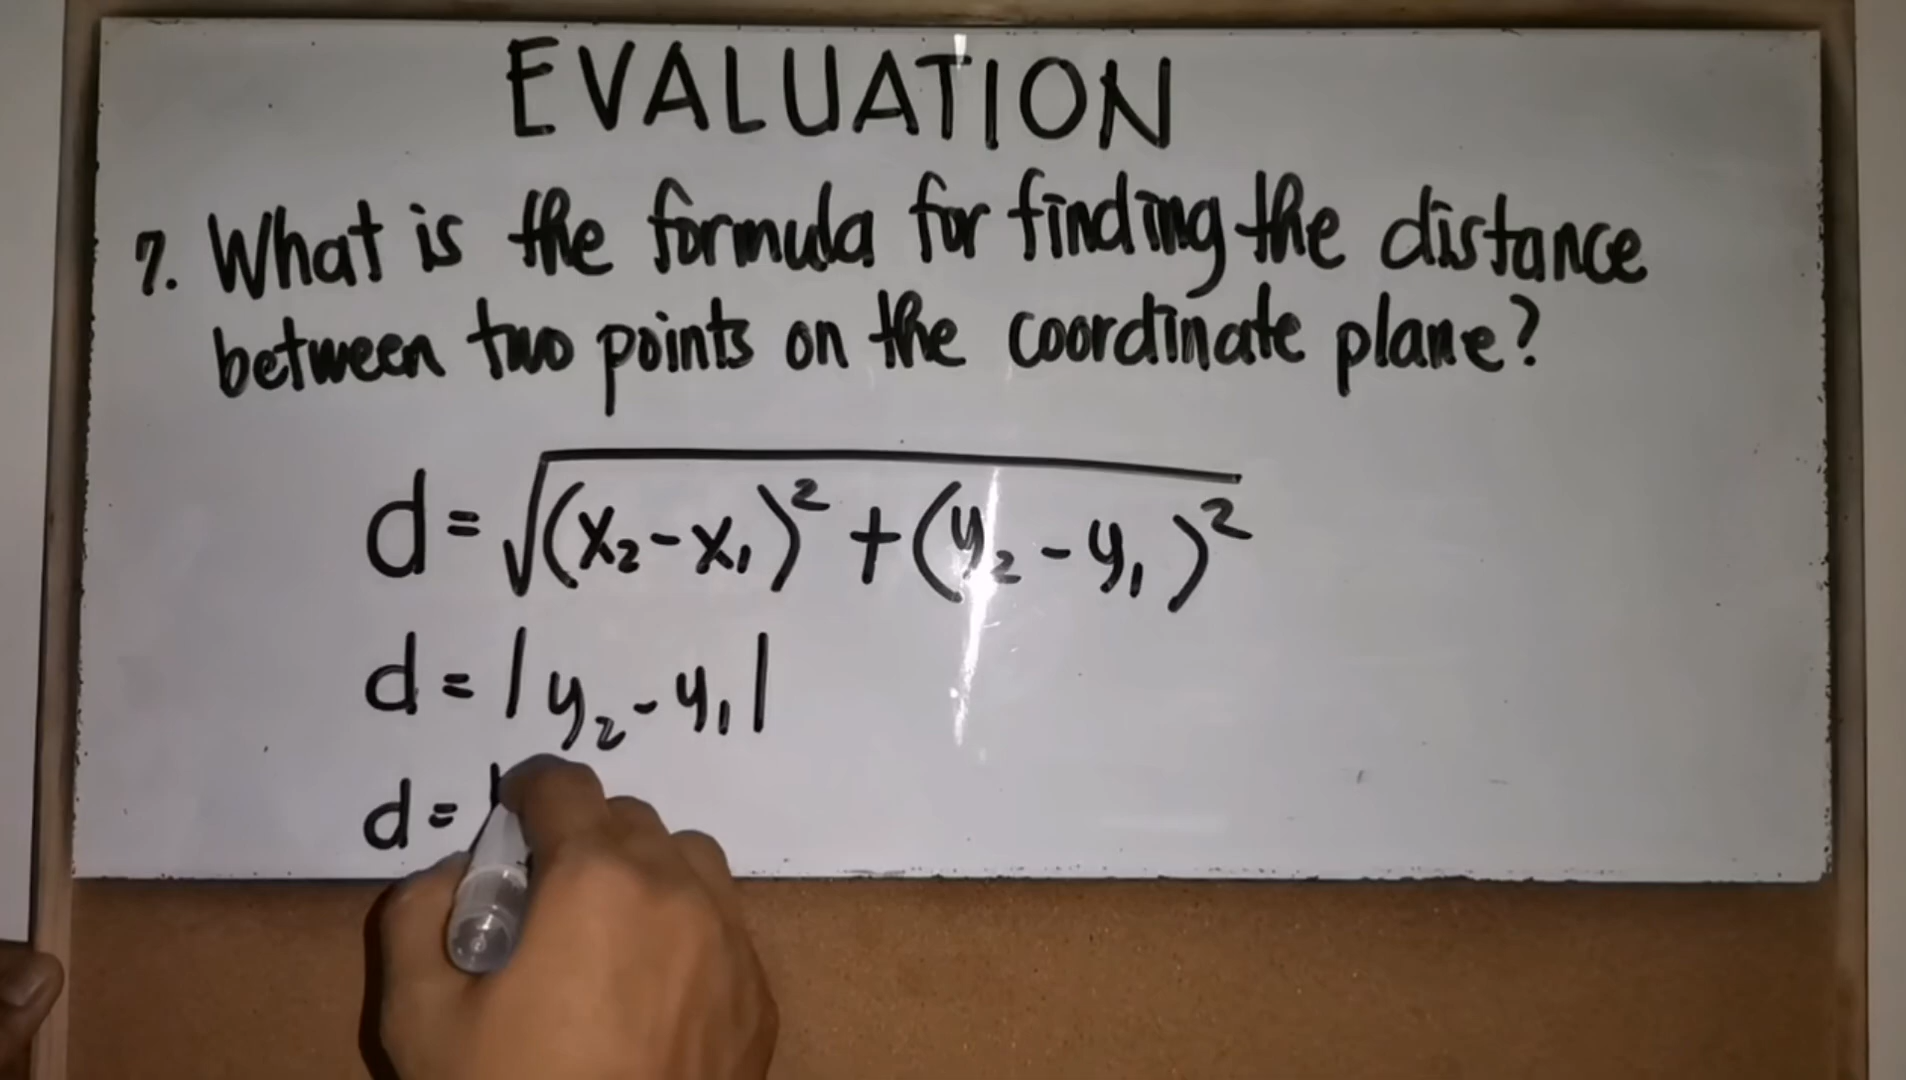 EVALUATION
7. What is the formula for finding the distance
between two points on the coordinate plane?
d = √(x₂ - x₁)² + (y₂ - y₁)²
d = |y₂ - y₁|
d = |